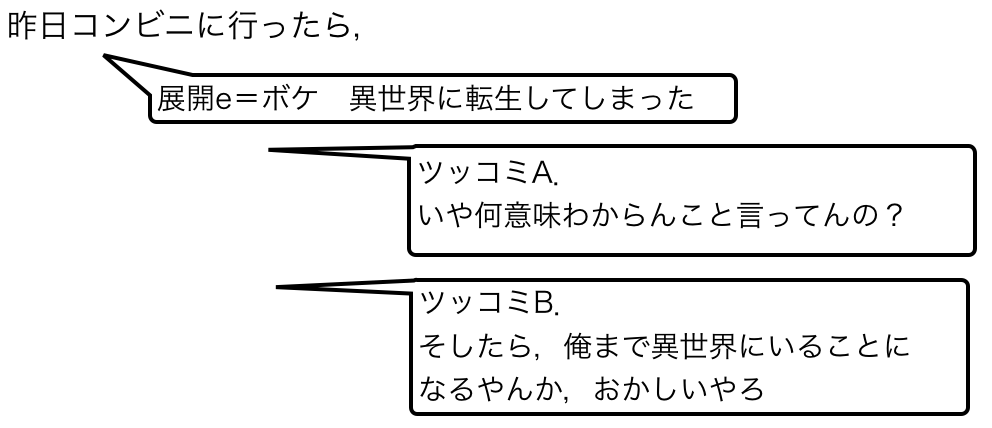 昨日コンビニに行ったら，
展開e＝ボケ　異世界に転生してしまった
ツッコミA．
いや何意味わからんこと言ってんの？
ツッコミB．
そしたら，俺まで異世界にいることに
なるやんか，おかしいやろ